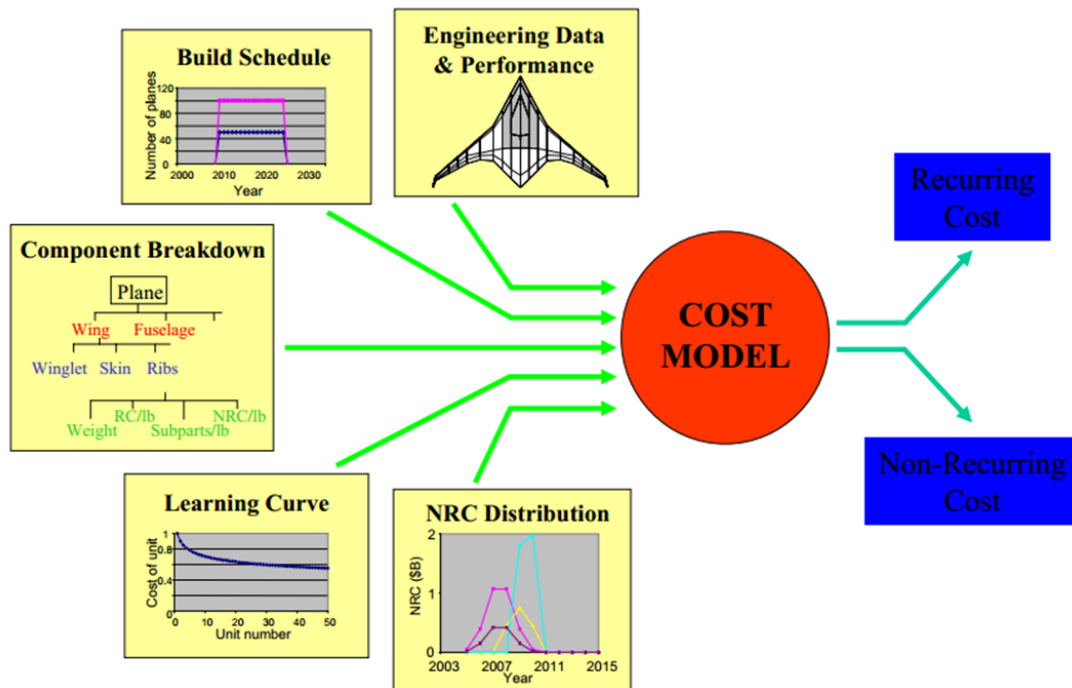 Build Schedule
Number of planes
120
80
40
0
2000 2010 2020 2030
Year
Engineering Data
& Performance
Component Breakdown
Plane
Wing Fuselage
Winglet Skin Ribs
RC/lb NRC/lb
Weight Subparts/lb
Learning Curve
Cost of unit
1
0.8
0.4
0 10 20 30 40 50
Unit number
NRC Distribution
NRC ($B)
2
1
0
2003 2007 2011 2015
Year
COST
MODEL
Recurring
Cost
Non-Recurring
Cost